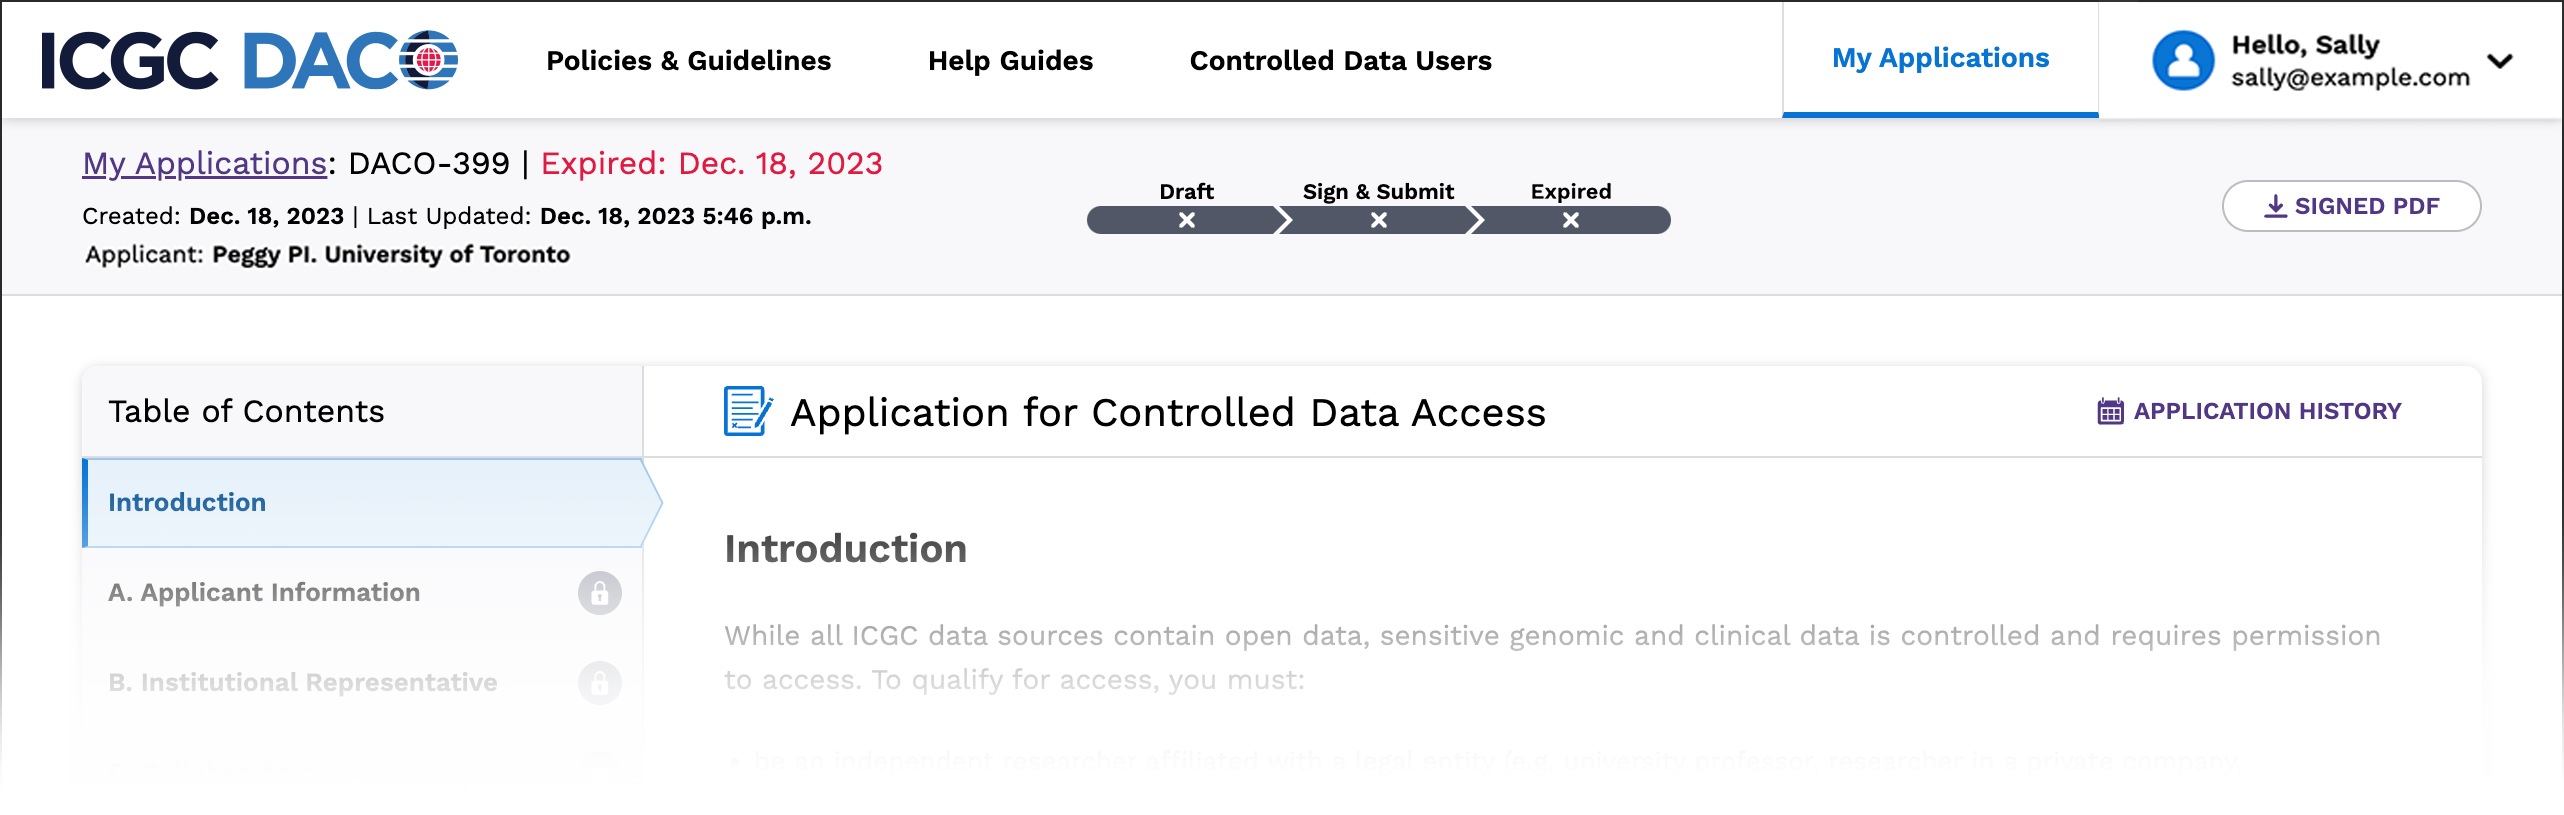 ICGC DACO
Policies & Guidelines
Help Guides
Controlled Data Users
My Applications
Hello, Sally
sally@example.com
My Applications: DACO-399 | Expired: Dec. 18, 2023
Created: Dec. 18, 2023 | Last Updated: Dec. 18, 2023 5:46 p.m.
Applicant: Peggy PI. University of Toronto
Draft
Sign & Submit
Expired
SIGNED PDF
Table of Contents
Introduction
A. Applicant Information
B. Institutional Representative
Application for Controlled Data Access
APPLICATION HISTORY
Introduction
While all ICGC data sources contain open data, sensitive genomic and clinical data is controlled and requires permission
to access. To qualify for access, you must:
• be an independent researcher affiliated with a legal entity (e.g. university professor, researcher in a private company,